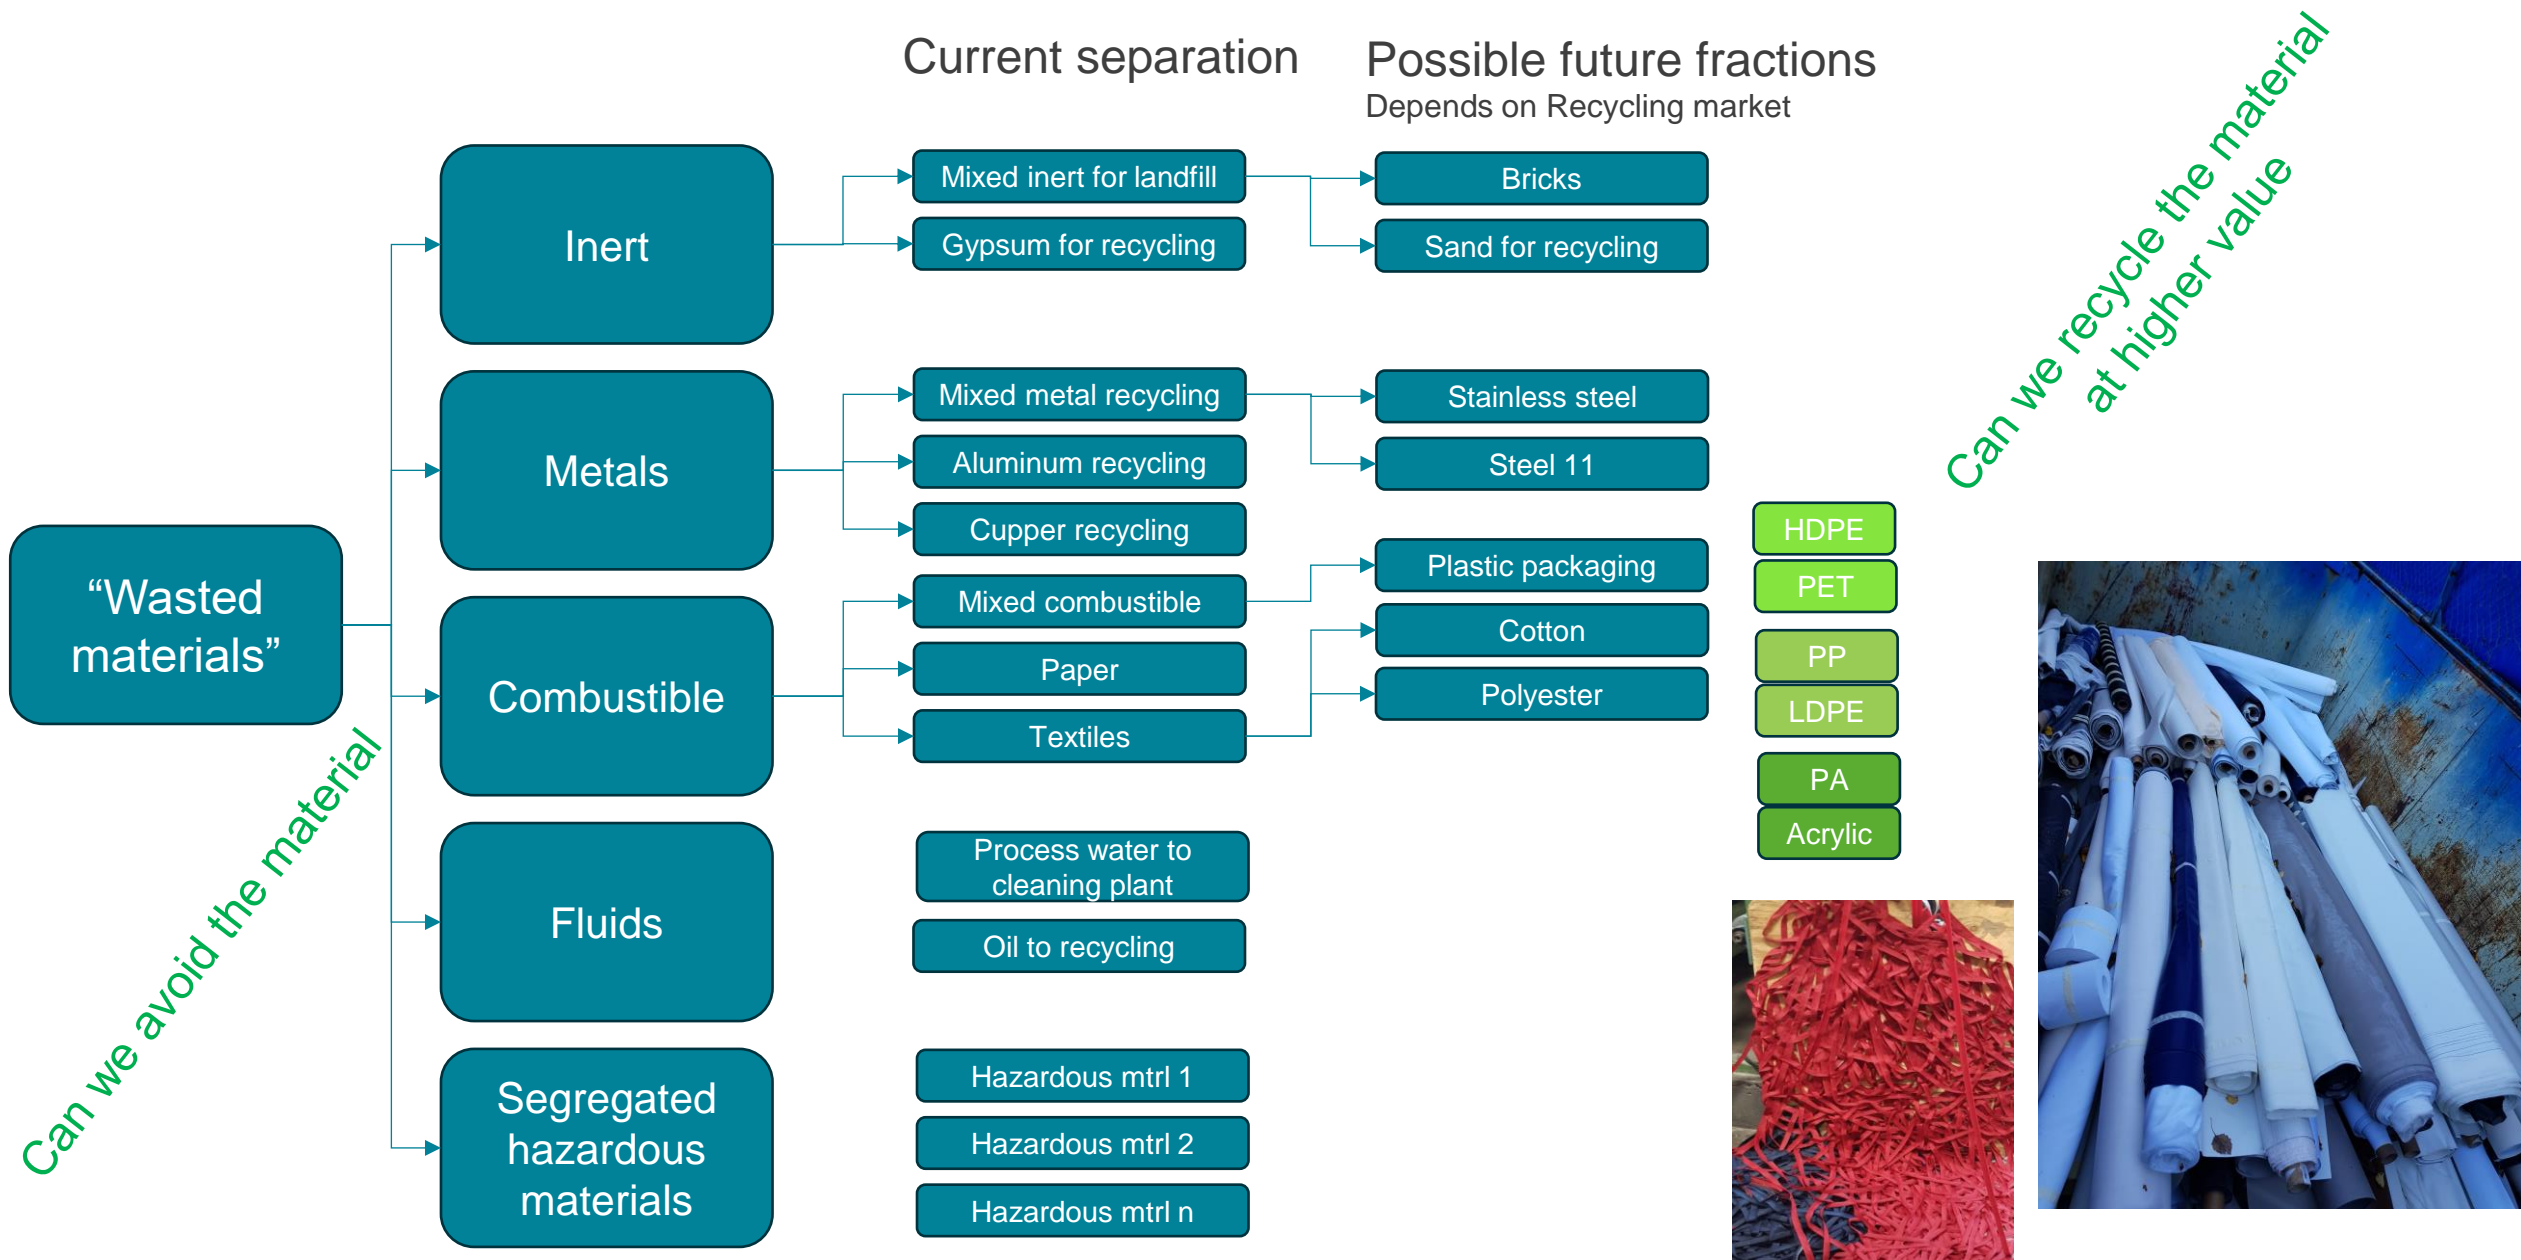 Current separation
Possible future fractions
Depends on Recycling market
Can we recycle the material
at higher value
Inert
Mixed inert for landfill
Gypsum for recycling
Bricks
Sand for recycling
Metals
Mixed metal recycling
Aluminum recycling
Cupper recycling
Stainless steel
Steel 11
“Wasted
materials”
Combustible
Mixed combustible
Paper
Textiles
Plastic packaging
Cotton
Polyester
HDPE
PET
PP
LDPE
PA
Acrylic
Can we avoid the material
Fluids
Process water to
cleaning plant
Oil to recycling
Segregated
hazardous
materials
Hazardous mtrl 1
Hazardous mtrl 2
Hazardous mtrl n